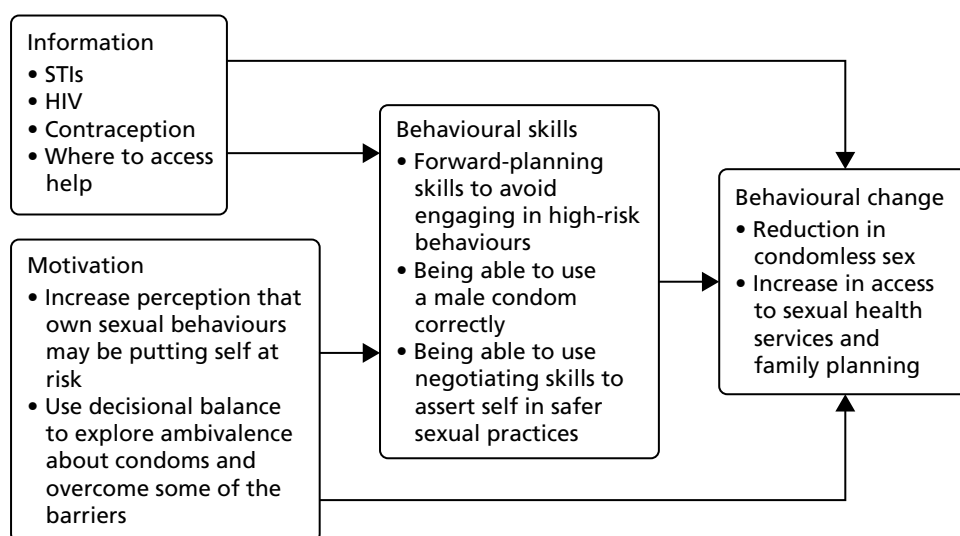 Information
• STIs
• HIV
• Contraception
• Where to access
help
Motivation
• Increase perception that
own sexual behaviours
may be putting self at
risk
• Use decisional balance
to explore ambivalence
about condoms and
overcome some of the
barriers
Behavioural skills
• Forward-planning
skills to avoid
engaging in high-risk
behaviours
• Being able to use
a male condom
correctly
• Being able to use
negotiating skills to
assert self in safer
sexual practices
Behavioural change
• Reduction in
condomless sex
• Increase in access
to sexual health
services and
family planning